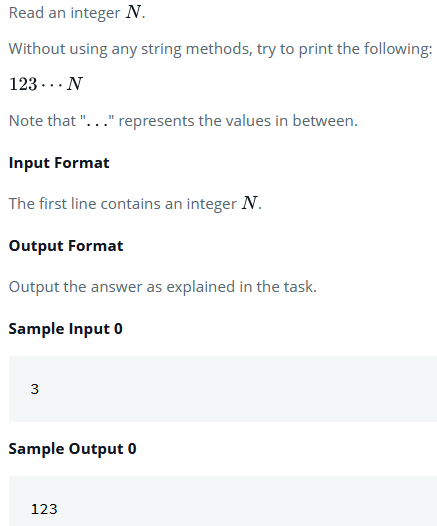 Read an integer N.
Without using any string methods, try to print the following:
123 ⋯ N
Note that "..." represents the values in between.
Input Format
The first line contains an integer N.
Output Format
Output the answer as explained in the task.
Sample Input 0
3
Sample Output 0
123